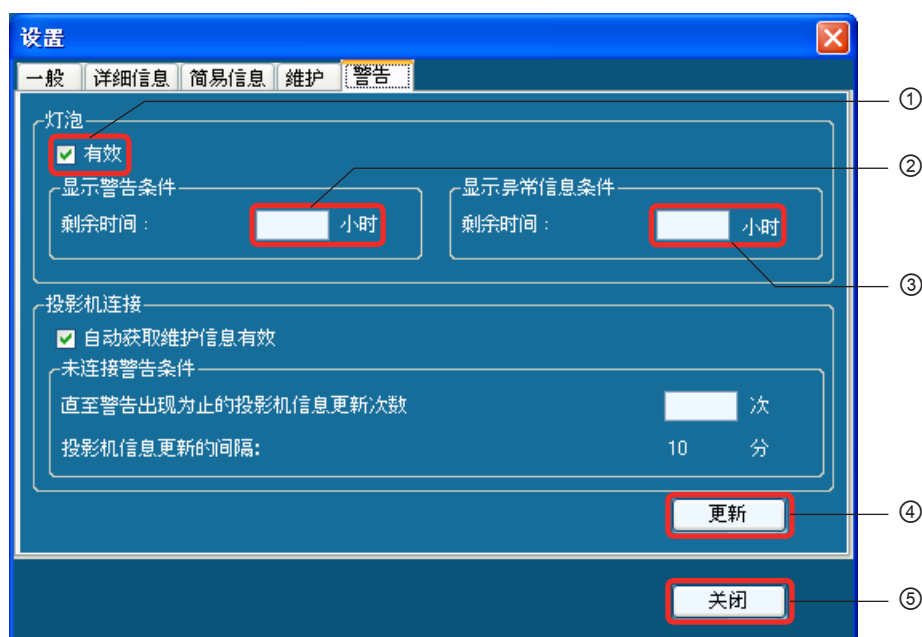 设置
一般 详细信息 简易信息 维护 警告
①
灯泡
有效
②
显示警告条件 显示异常信息条件
剩余时间： 小时 剩余时间： 小时
③
投影机连接
自动获取维护信息有效
未连接警告条件
直至警告出现为止的投影机信息更新次数 次
投影机信息更新的间隔: 10 分
更新 ④
关闭 ⑤